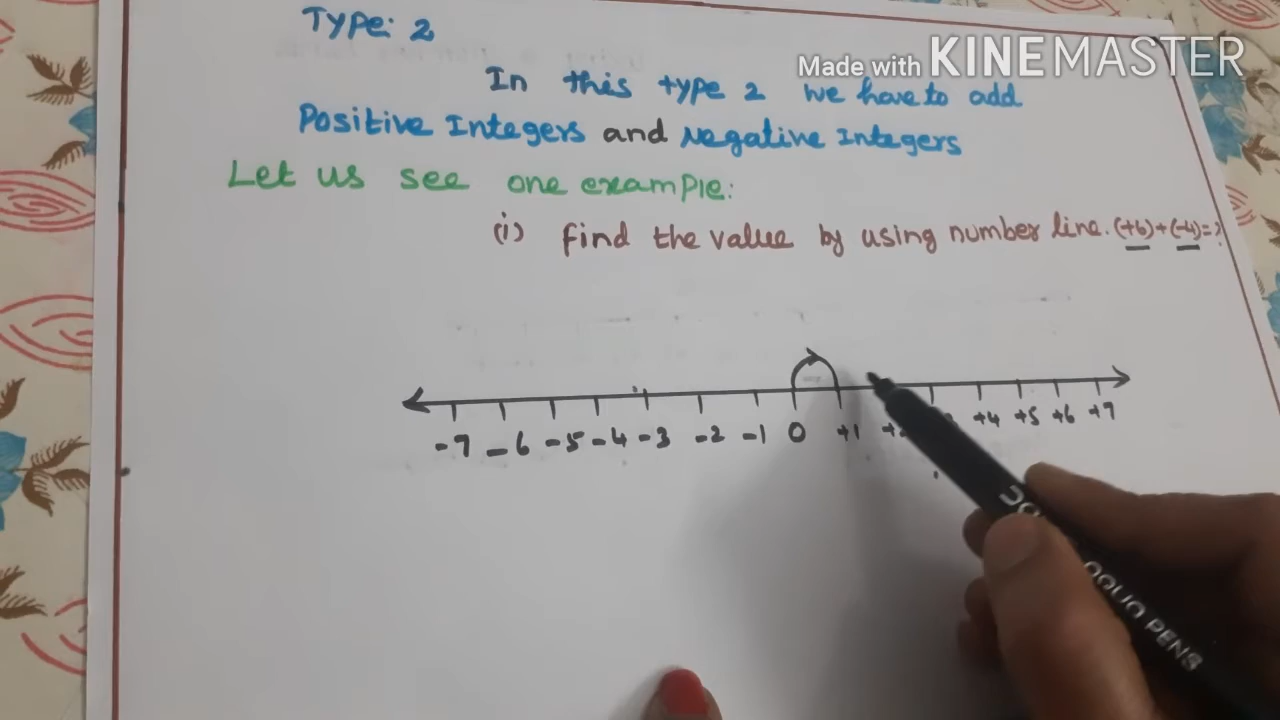 Type: 2
Made with KINEMASTER
In this type 2 we have to add
Positive Integers and Negative Integers
Let us see one example:
(i) find the value by using number line. (+6)+(-4)=?
-7 -6 -5 -4 -3 -2 -1 0 +1 +2 +4 +5 +6 +7